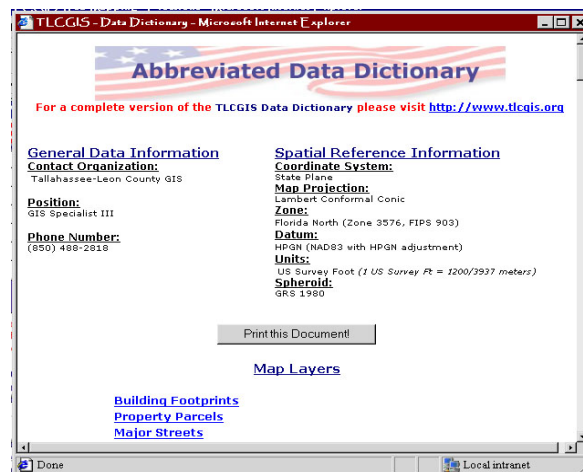 TLCGIS - Data Dictionary - Microsoft Internet Explorer
Abbreviated Data Dictionary
For a complete version of the TLCGIS Data Dictionary please visit http://www.tlcgis.org
General Data Information
Contact Organization:
Tallahassee-Leon County GIS
Position:
GIS Specialist III
Phone Number:
(850) 488-2818
Spatial Reference Information
Coordinate System:
State Plane
Map Projection:
Lambert Conformal Conic
Zone:
Florida North (Zone 3576, FIPS 903)
Datum:
HPGN (NAD83 with HPGN adjustment)
Units:
US Survey Foot (1 US Survey Ft = 1200/3937 meters)
Spheroid:
GRS 1980
Print this Document!
Map Layers
Building Footprints
Property Parcels
Major Streets
Done
Local intranet